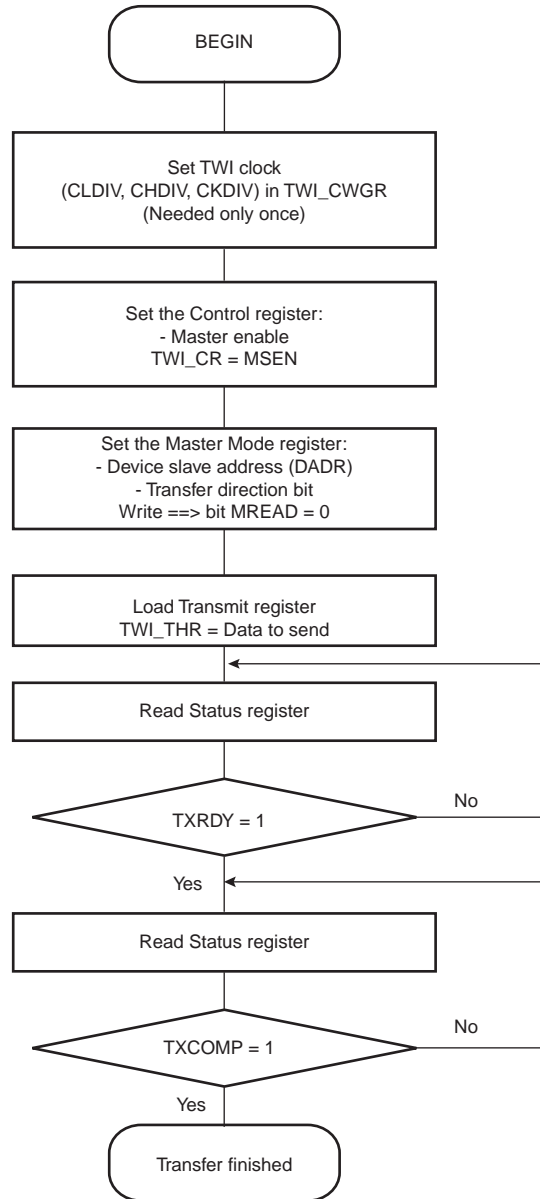 BEGIN
Set TWI clock
(CLDIV, CHDIV, CKDIV) in TWI_CWGR
(Needed only once)
Set the Control register:
- Master enable
TWI_CR = MSEN
Set the Master Mode register:
- Device slave address (DADR)
- Transfer direction bit
Write ==> bit MREAD = 0
Load Transmit register
TWI_THR = Data to send
Read Status register
TXRDY = 1
No
Yes
Read Status register
TXCOMP = 1
No
Yes
Transfer finished